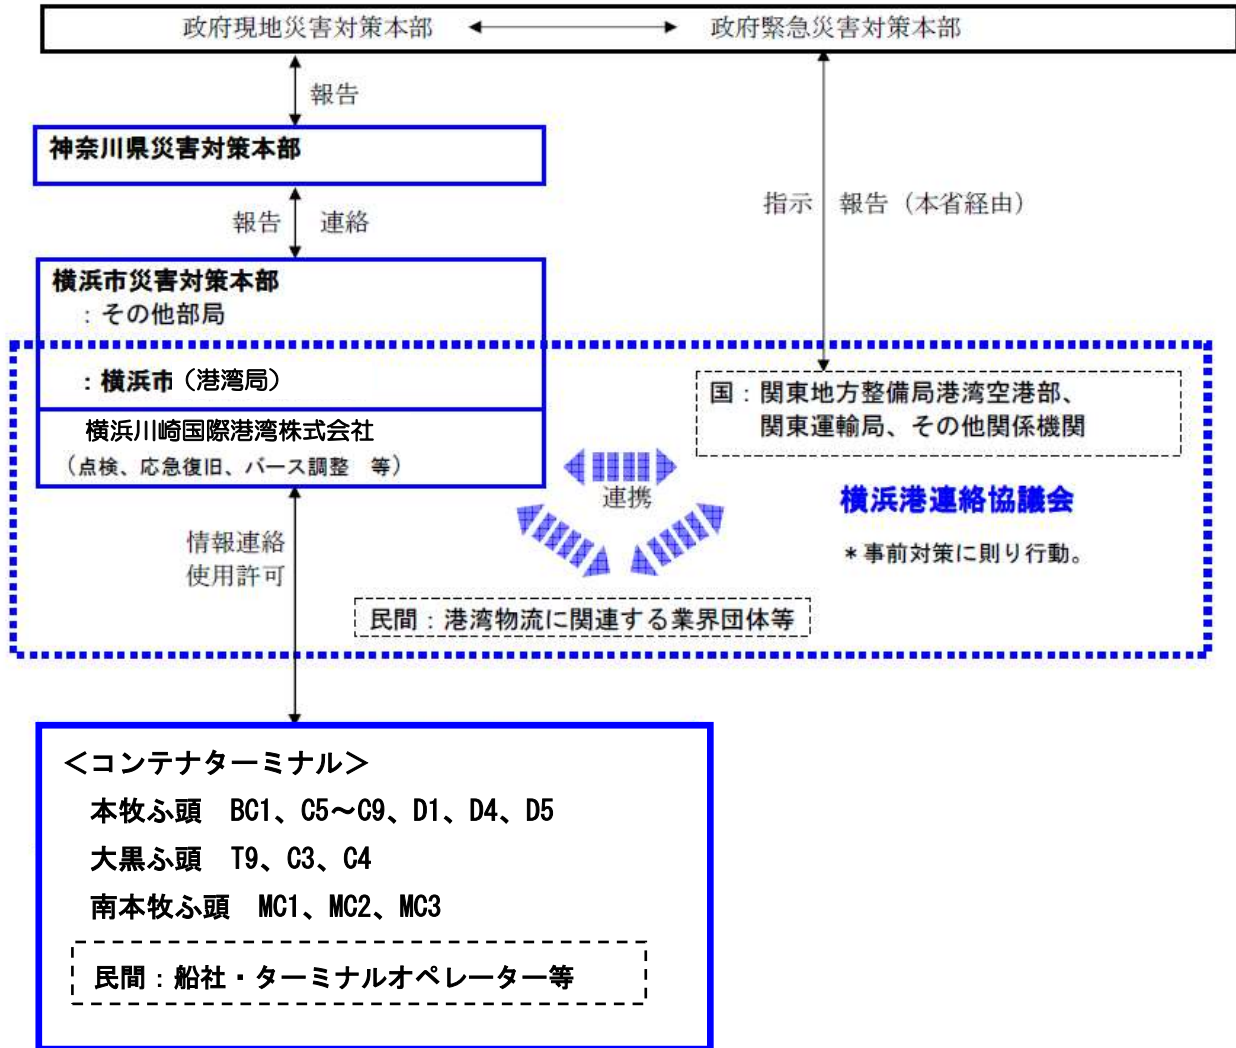 政府現地災害対策本部
政府緊急災害対策本部
報告
神奈川県災害対策本部
指示 報告（本省経由）
報告 連絡
横浜市災害対策本部
：その他部局
：横浜市（港湾局）
国：関東地方整備局港湾空港部、
関東運輸局、その他関係機関
横浜川崎国際港湾株式会社
（点検、応急復旧、バース調整　等）
連携
横浜港連絡協議会
＊事前対策に則り行動。
情報連絡
使用許可
民間：港湾物流に関連する業界団体等
＜コンテナターミナル＞
本牧ふ頭　BC1、C5～C9、D1、D4、D5
大黒ふ頭　T9、C3、C4
南本牧ふ頭　MC1、MC2、MC3
民間：船社・ターミナルオペレーター等